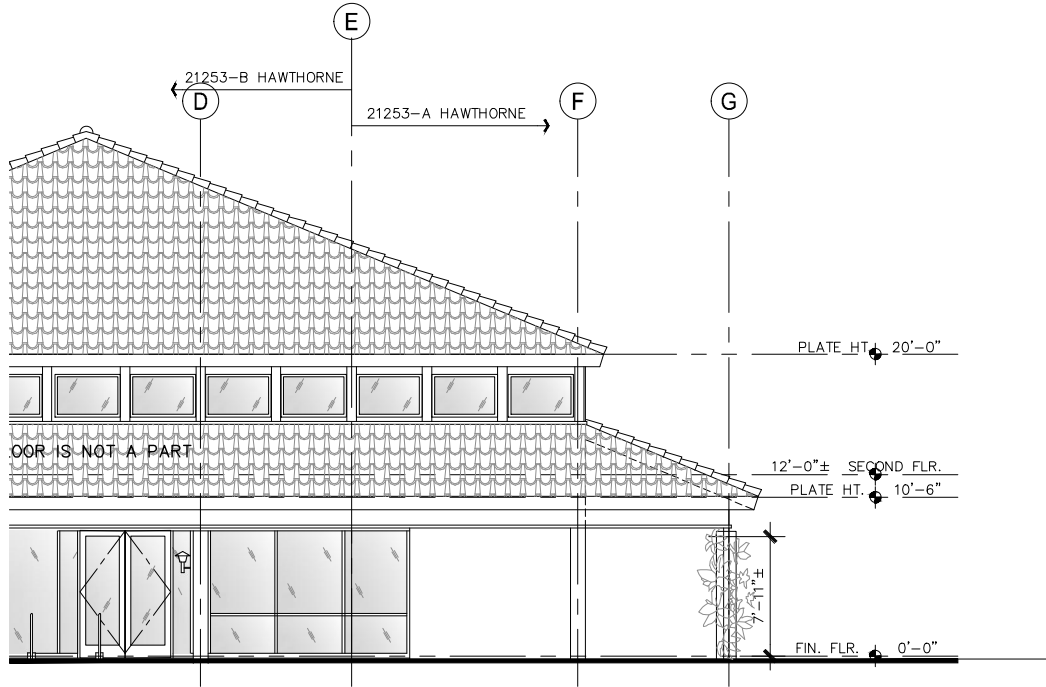 E
21253-B HAWTHORNE
D
21253-A HAWTHORNE
F
G
PLATE HT. 20'-0"
OOR IS NOT A PART
12'-0"± SECOND FLR.
PLATE HT. 10'-6"
7'-11"±
FIN. FLR. 0'-0"